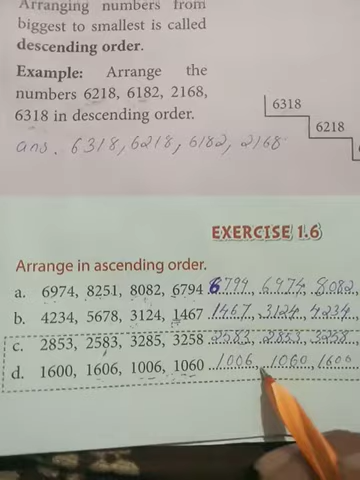 Arranging numbers from
biggest to smallest is called
descending order.
Example: Arrange the
numbers 6218, 6182, 2168,
6318 in descending order.
ans. 6318, 6218, 6182, 2168
6318
6218
EXERCISE 1.6
Arrange in ascending order.
a. 6974, 8251, 8082, 6794 6794, 6974, 8082,
b. 4234, 5678, 3124, 1467 1467, 3124, 4234,
c. 2853, 2583, 3285, 3258 2583, 2853, 3258,
d. 1600, 1606, 1006, 1060 1006, 1060, 1600